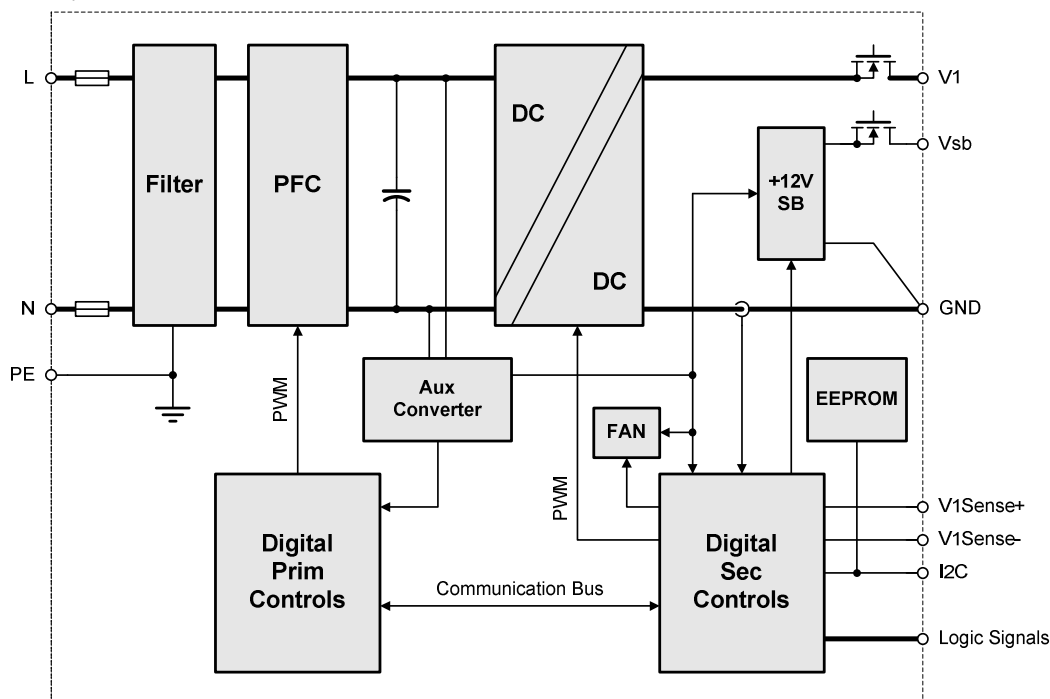 L
V1
DC
Vsb
Filter
PFC
+12V
SB
DC
N
GND
PE
PWM
Aux
Converter
EEPROM
FAN
PWM
V1Sense+
V1Sense-
I2C
Digital
Prim
Controls
Digital
Sec
Controls
Communication Bus
Logic Signals